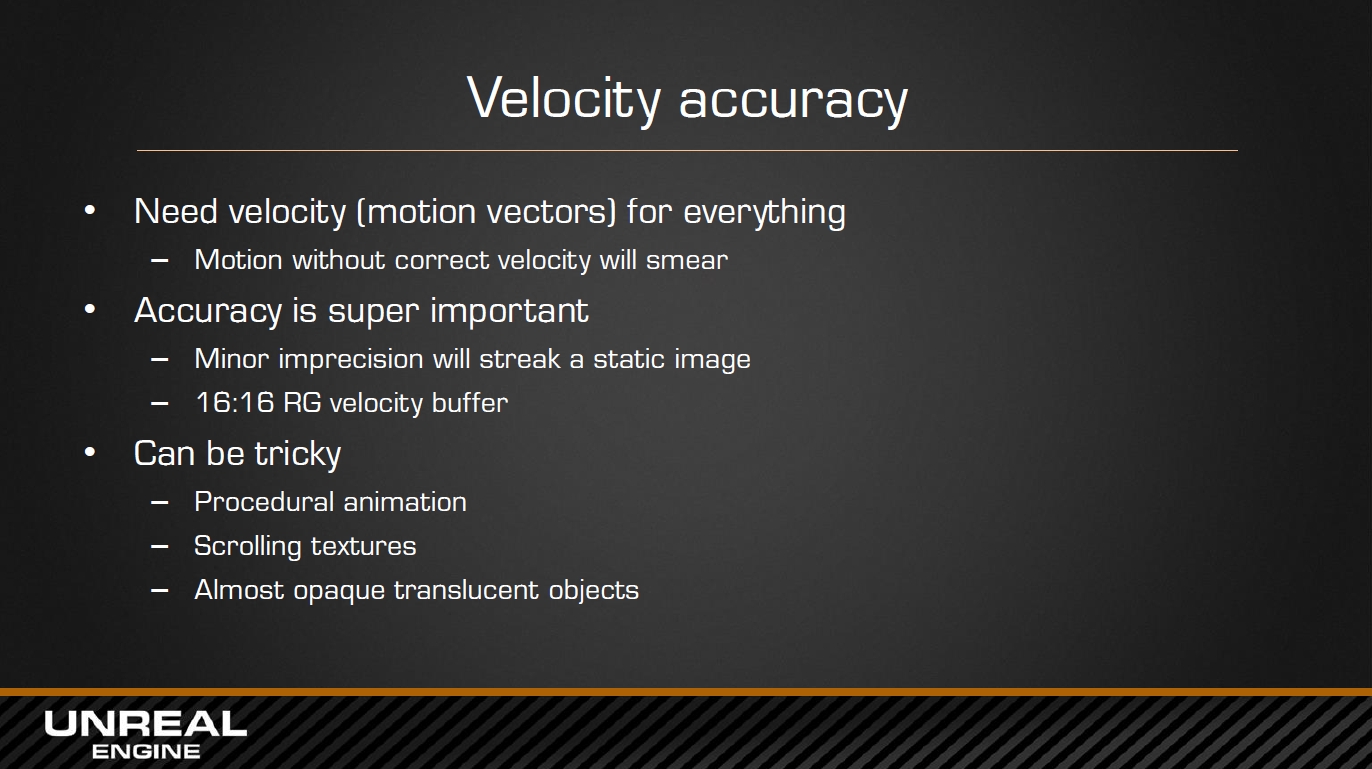 Velocity accuracy
• Need velocity (motion vectors) for everything
– Motion without correct velocity will smear
• Accuracy is super important
– Minor imprecision will streak a static image
– 16:16 RG velocity buffer
• Can be tricky
– Procedural animation
– Scrolling textures
– Almost opaque translucent objects
UNREAL
ENGINE